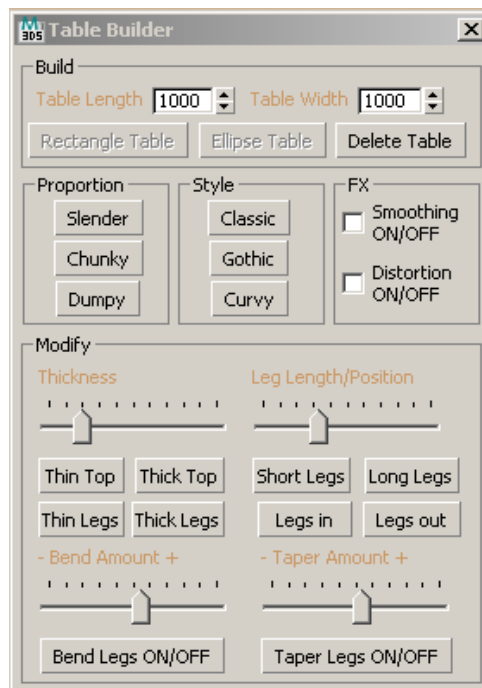 M 3DS Table Builder
Build
Table Length 1000 Table Width 1000
Rectangle Table Ellipse Table Delete Table
Proportion Style FX
Slender Classic Smoothing ON/OFF
Chunky Gothic Distortion ON/OFF
Dumpy Curvy
Modify
Thickness Leg Length/Position
Thin Top Thick Top Short Legs Long Legs
Thin Legs Thick Legs Legs in Legs out
- Bend Amount + - Taper Amount +
Bend Legs ON/OFF Taper Legs ON/OFF